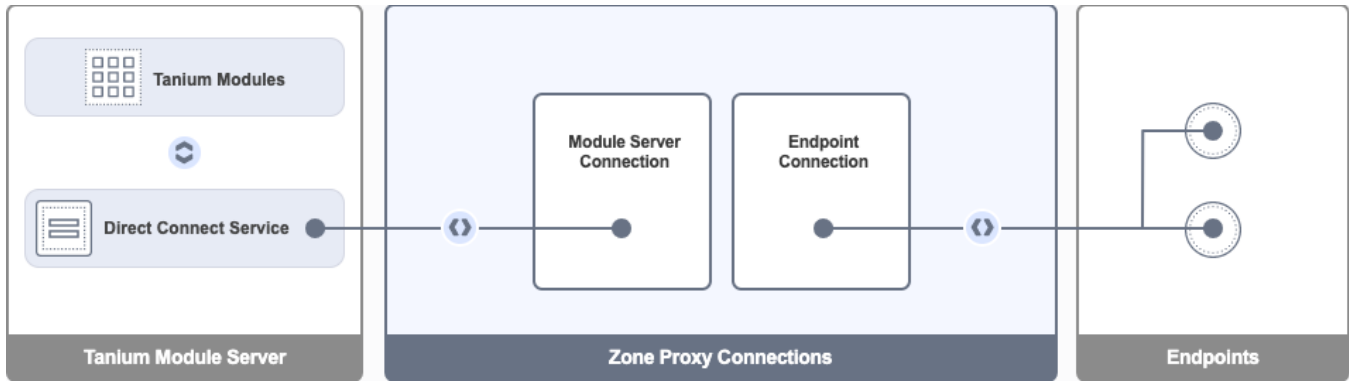 Tanium Modules
Direct Connect Service
Tanium Module Server
Module Server
Connection
Endpoint
Connection
Zone Proxy Connections
Endpoints